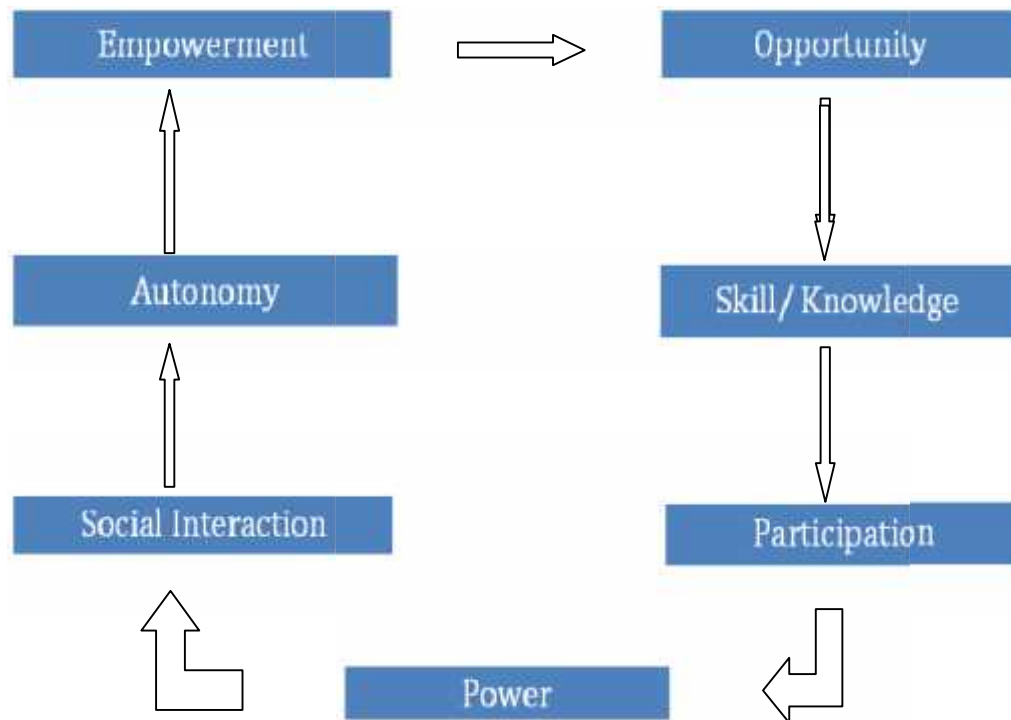 Empowerment
Opportunity
Autonomy
Skill/ Knowledge
Social Interaction
Participation
Power